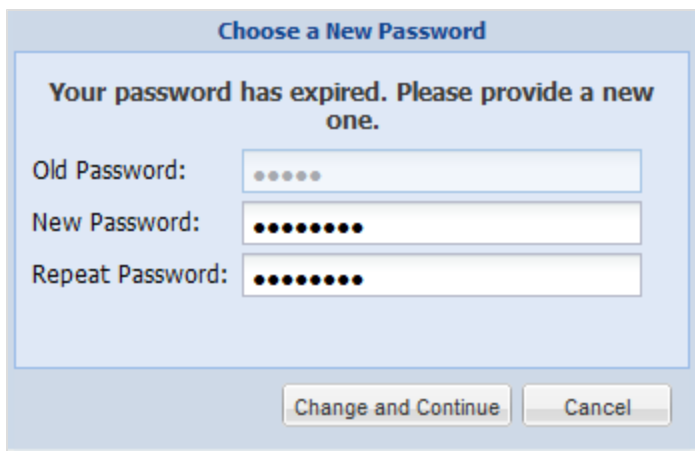 Choose a New Password
Your password has expired. Please provide a new
one.
Old Password: •••••
New Password: ••••••••
Repeat Password: ••••••••
Change and Continue Cancel